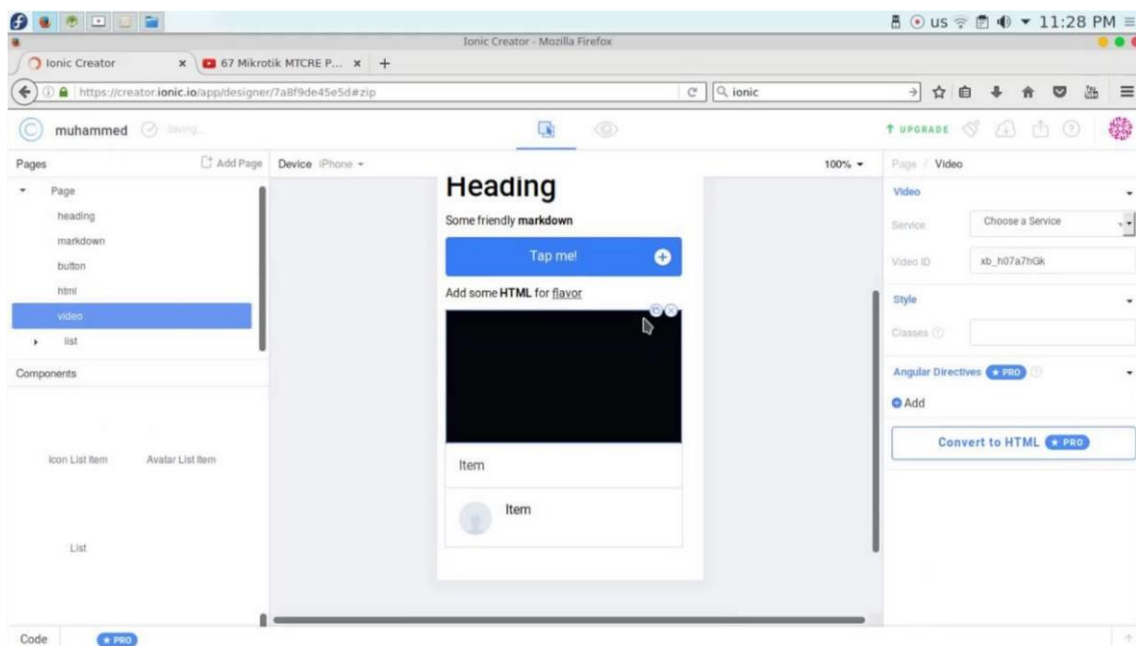 us 11:28 PM
Ionic Creator - Mozilla Firefox
Ionic Creator 67 Mikrotik MTCRE P...
https://creator.ionic.io/app/designer/7a8f9de45e5d#zip ionic
muhammed Saving... UPGRADE
Pages Add Page Device iPhone 100% Page / Video
Page
heading
markdown
button
html
video
list
Components
Icon List Item Avatar List Item
List
Heading
Some friendly markdown
Tap me!
Add some HTML for flavor
Item
Item
Video
Service Choose a Service
Video ID xb_h07a7hGk
Style
Classes
Angular Directives PRO
Add
Convert to HTML PRO
Code PRO